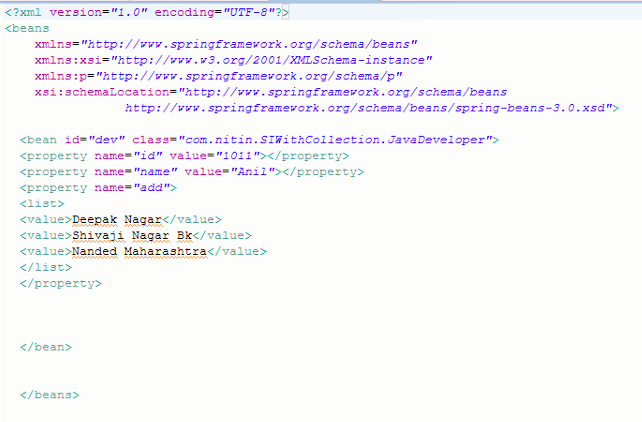 <?xml version="1.0" encoding="UTF-8"?>
<beans
xmlns="http://www.springframework.org/schema/beans"
xmlns:xsi="http://www.w3.org/2001/XMLSchema-instance"
xmlns:p="http://www.springframework.org/schema/p"
xsi:schemaLocation="http://www.springframework.org/schema/beans
http://www.springframework.org/schema/beans/spring-beans-3.0.xsd">
<bean id="dev" class="com.nitin.SIWithCollection.JavaDeveloper">
<property name="id" value="1011"></property>
<property name="name" value="Anil"></property>
<property name="add">
<list>
<value>Deepak Nagar</value>
<value>Shivaji Nagar Bk</value>
<value>Nanded Maharashtra</value>
</list>
</property>
</bean>
</beans>